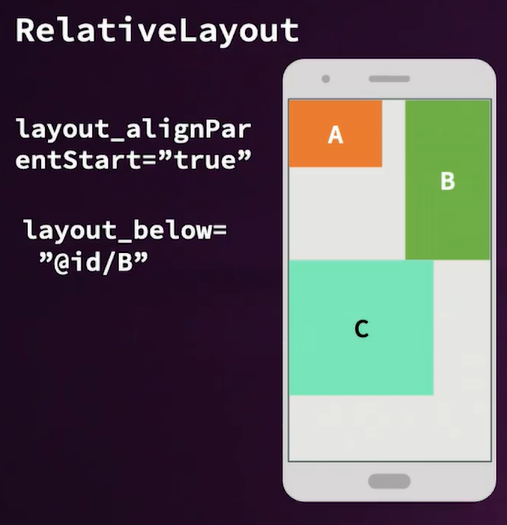 RelativeLayout
layout_alignPar
entStart=”true”
layout_below=
”@id/B”
A
B
C